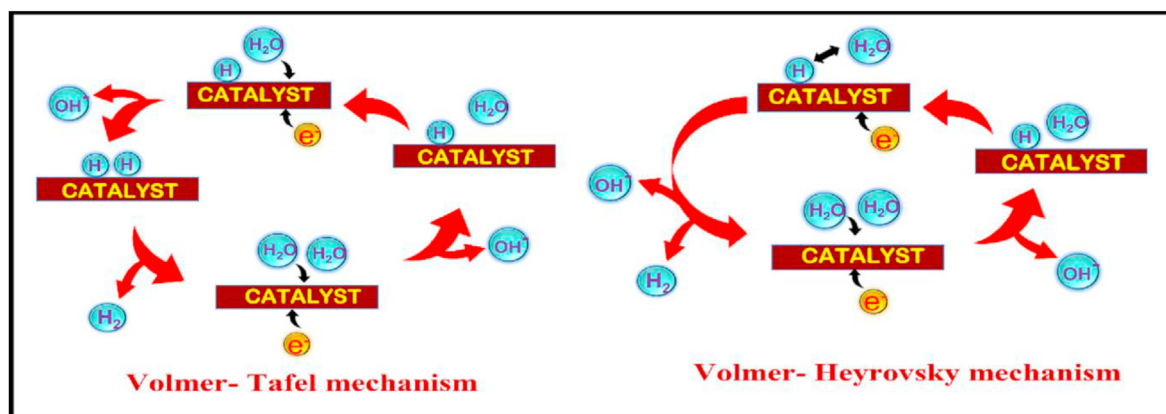 H₂O
H
CATALYST
e⁻
OH⁻
H₂O
H
CATALYST
H H
CATALYST
H₂O H₂O
CATALYST
e⁻
OH⁻
H₂
Volmer- Tafel mechanism
H₂O
H
CATALYST
e⁻
H H₂O
CATALYST
OH⁻
H₂O H₂O
CATALYST
e⁻
H₂
OH⁻
Volmer- Heyrovsky mechanism